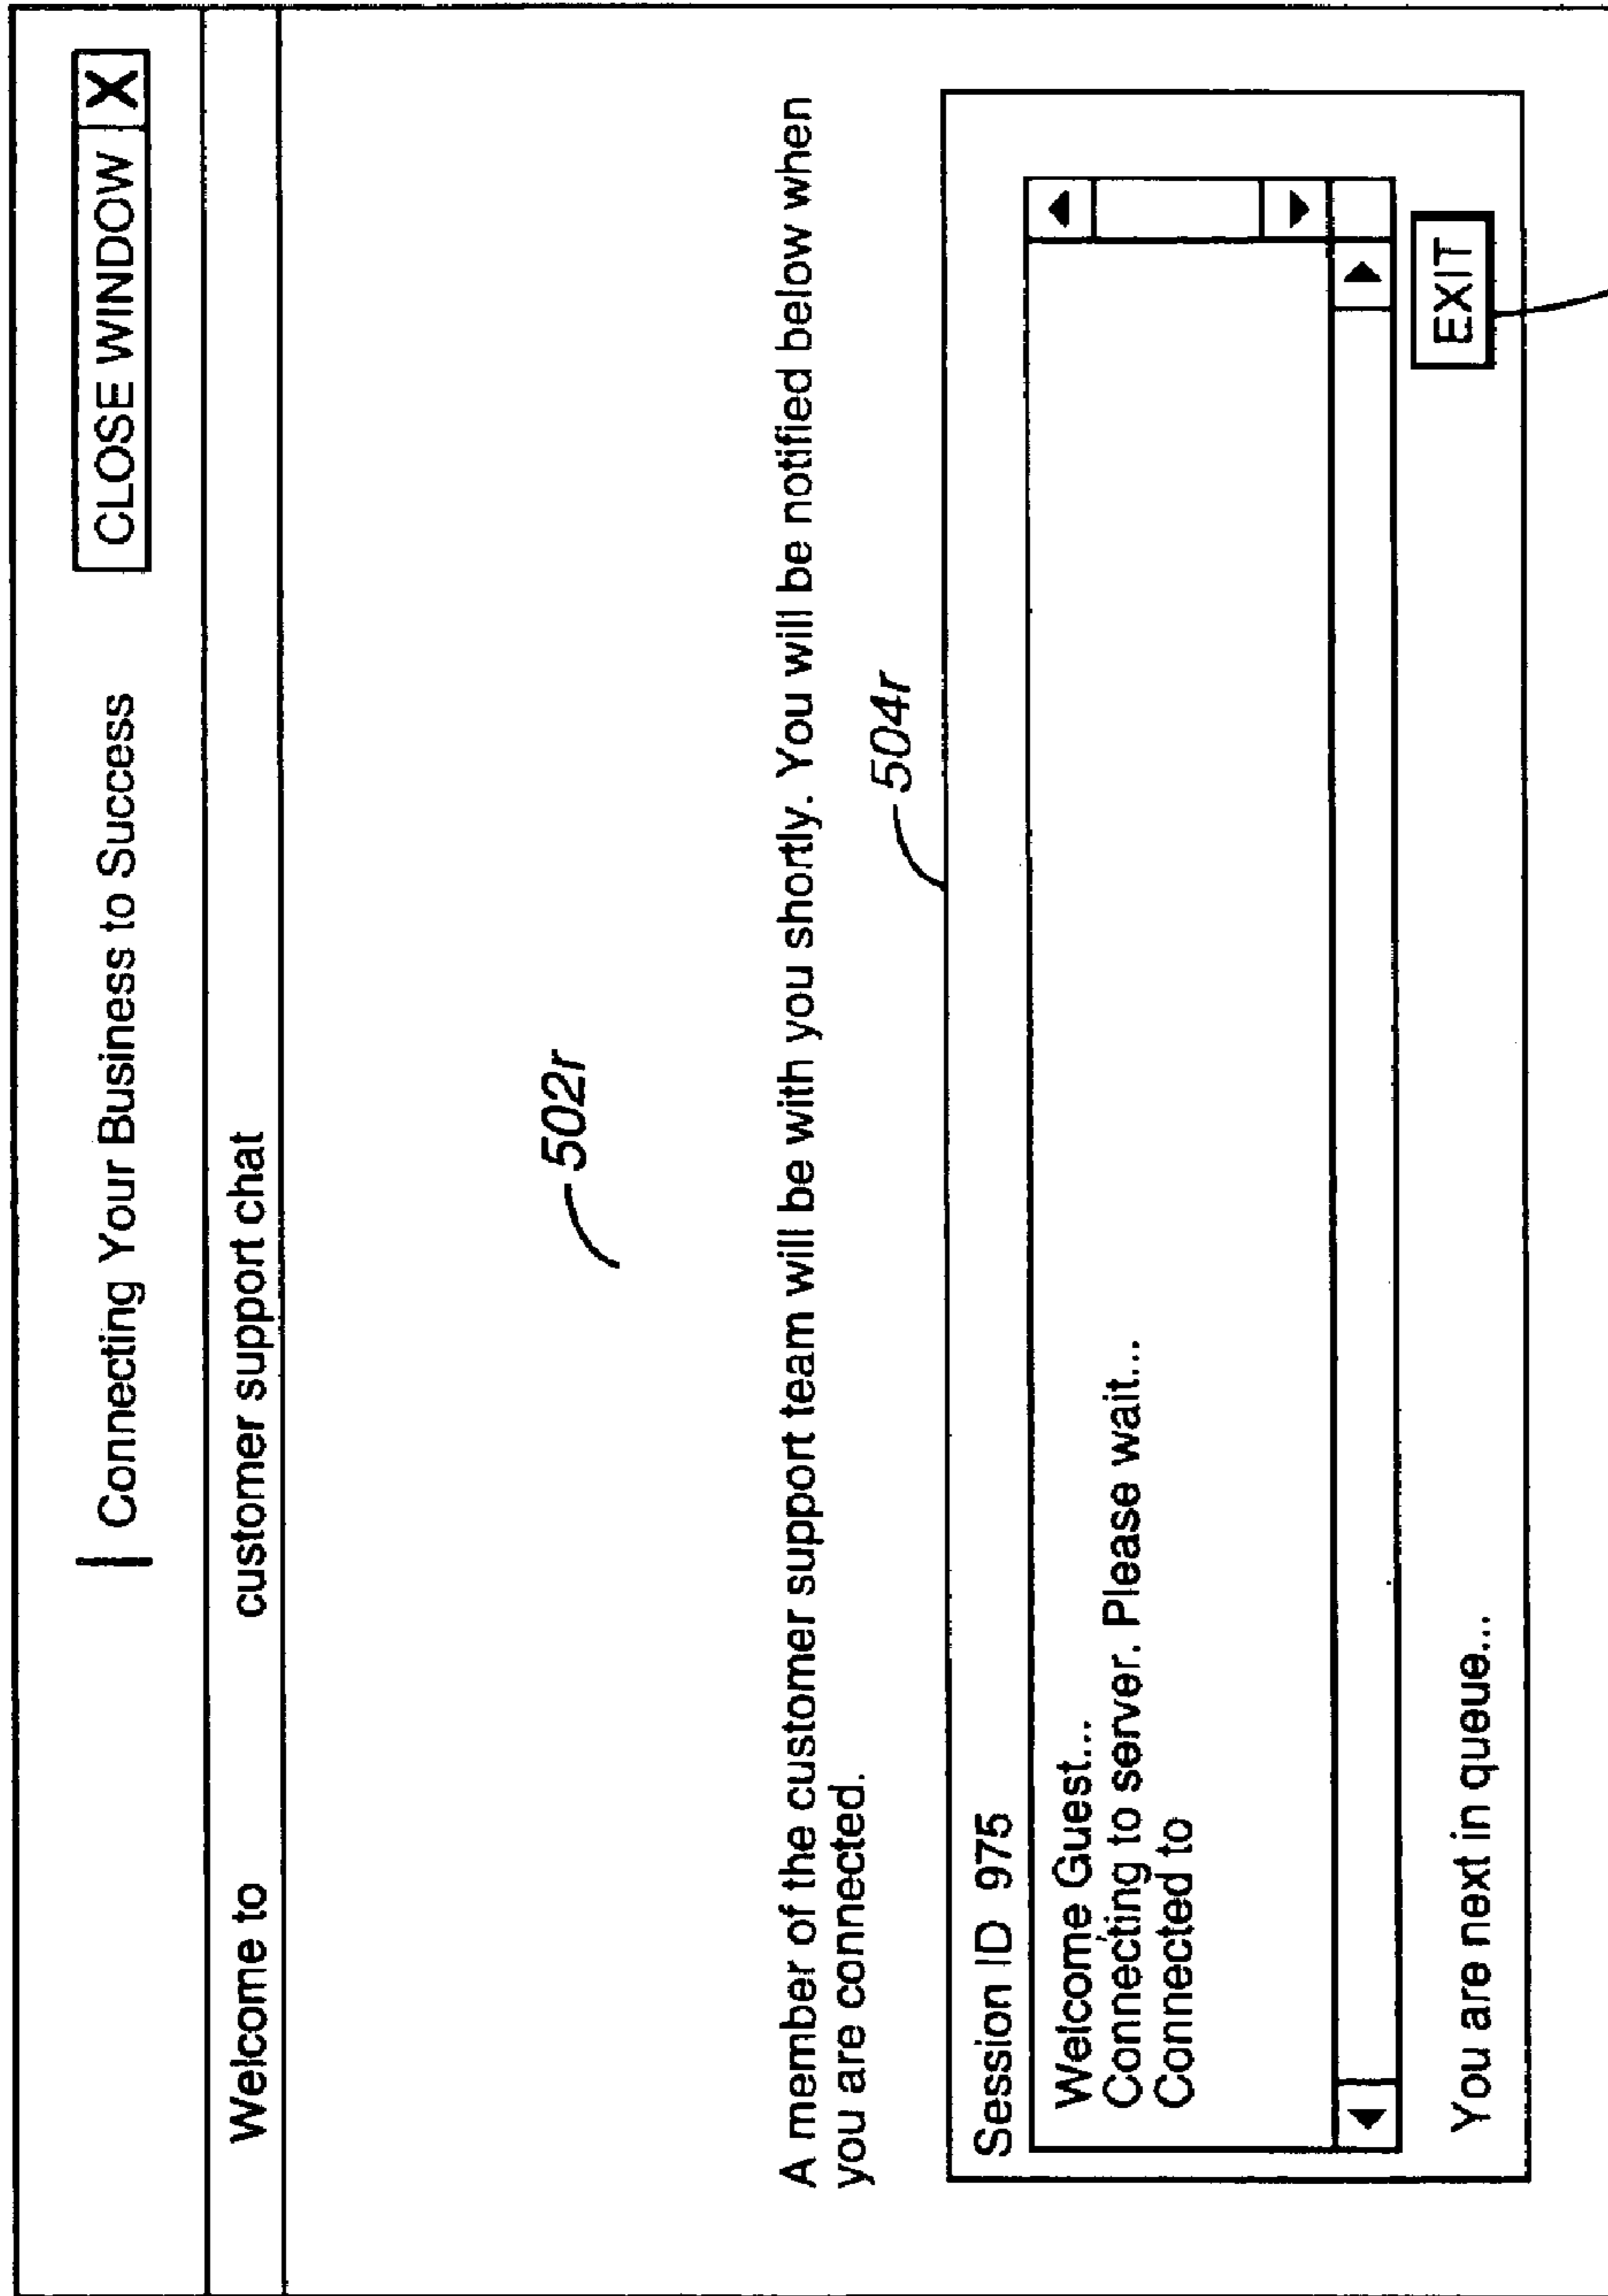 Connecting Your Business to Success
CLOSE WINDOW X
Welcome to customer support chat
502r
A member of the customer support team will be with you shortly. You will be notified below when
you are connected.
504r
Session ID 975
Welcome Guest...
Connecting to server. Please wait...
Connected to
You are next in queue...
EXIT